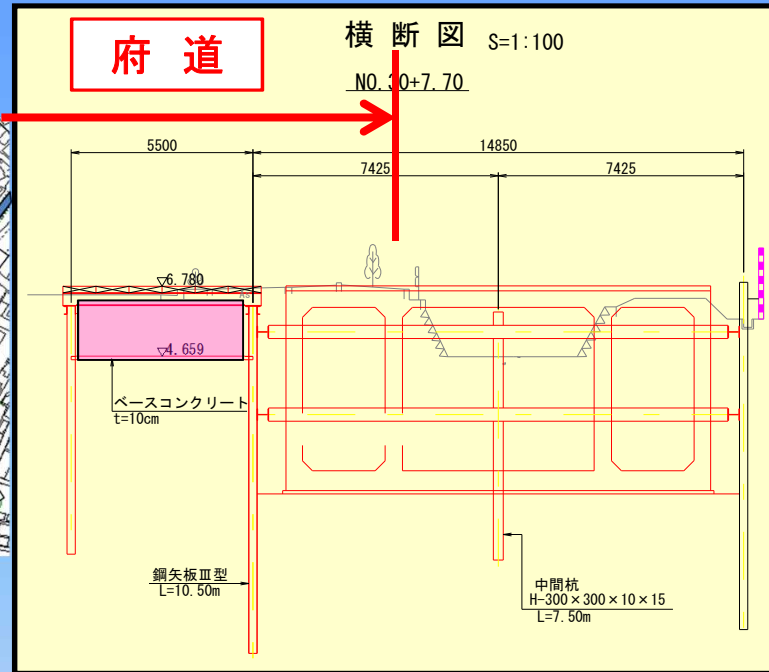 府道
横断図 S=1:100
NO.30+7.70
5500
14850
7425
7425
6.780
4.659
ベースコンクリート
t=10cm
鋼矢板Ⅲ型
L=10.50m
中間杭
H-300×300×10×15
L=7.50m